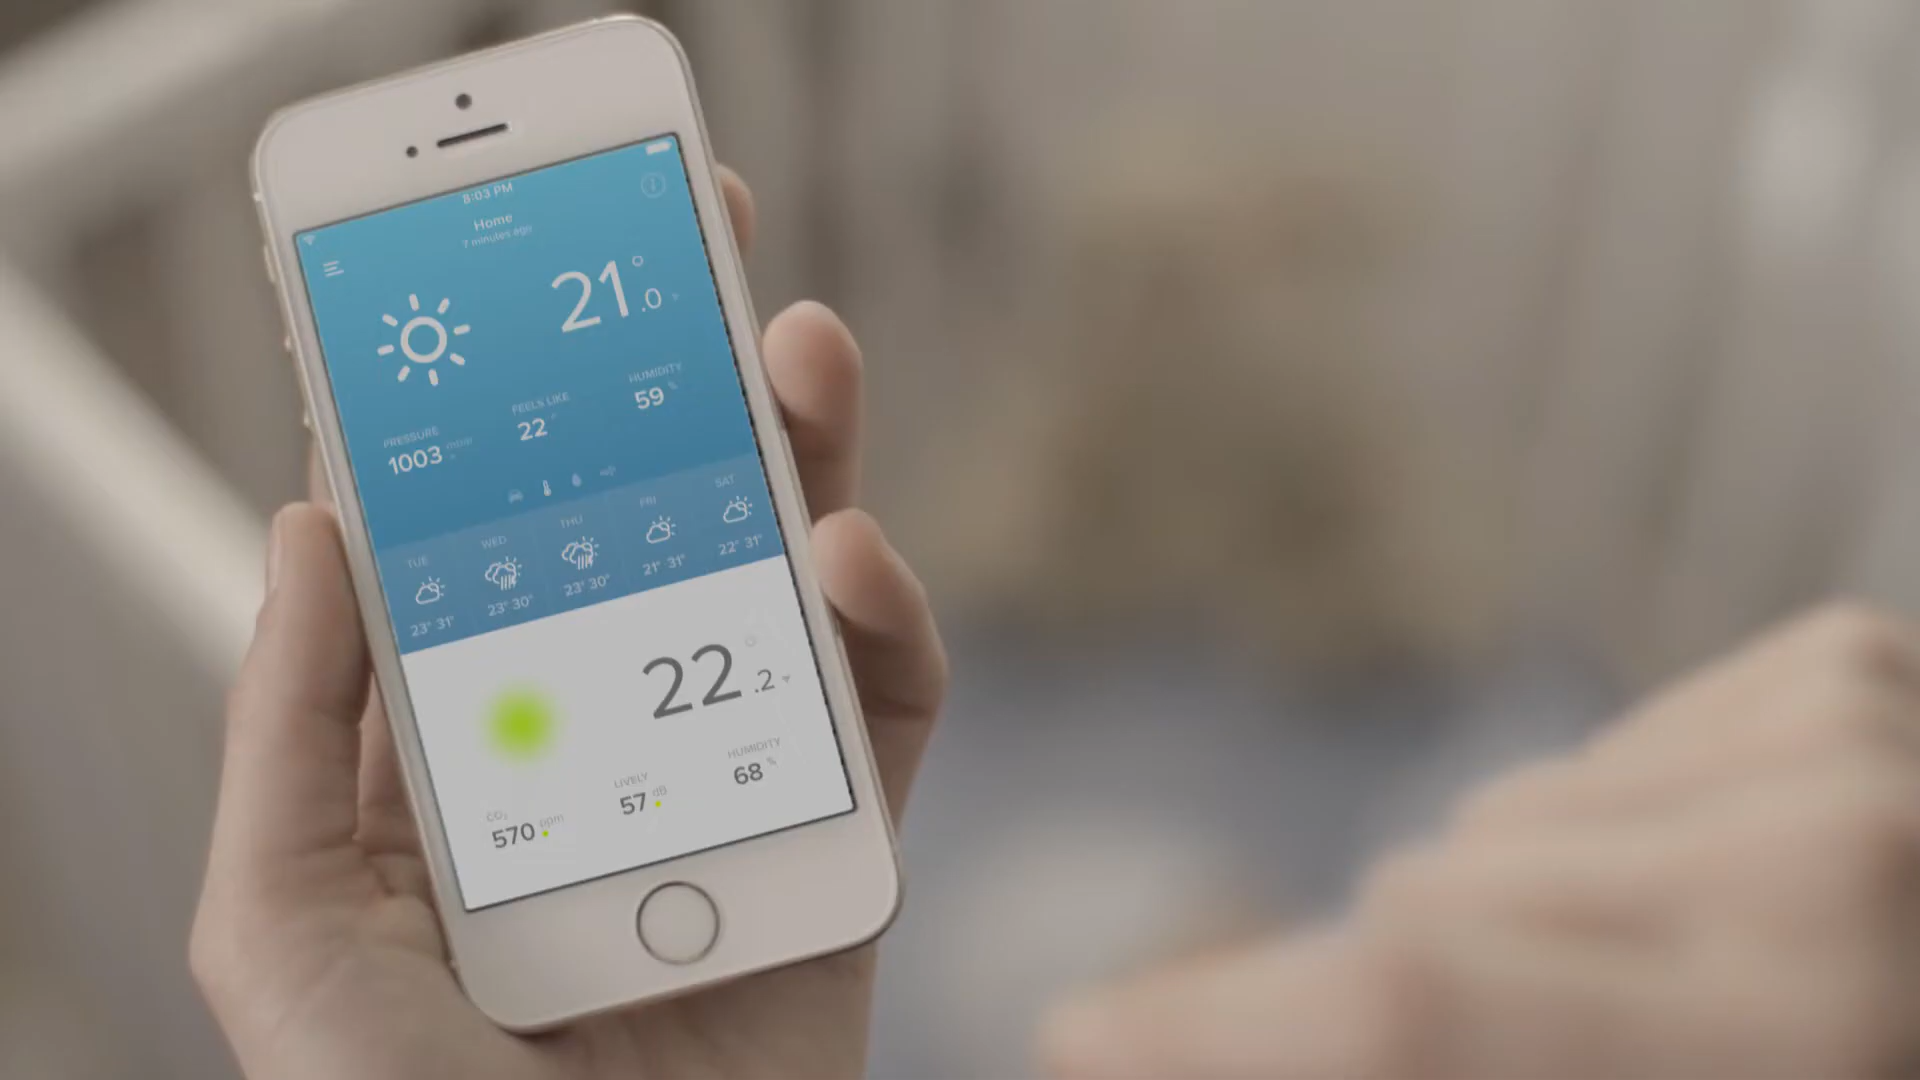 8:03 PM
Home
7 minutes ago
21°.0
PRESSURE
1003 mbar
FEELS LIKE
22°
HUMIDITY
59 %
TUE
23° 31°
WED
23° 30°
THU
23° 30°
FRI
21° 31°
SAT
22° 31°
22°.2
CO₂
570 ppm
LIVELY
57 dB
HUMIDITY
68 %